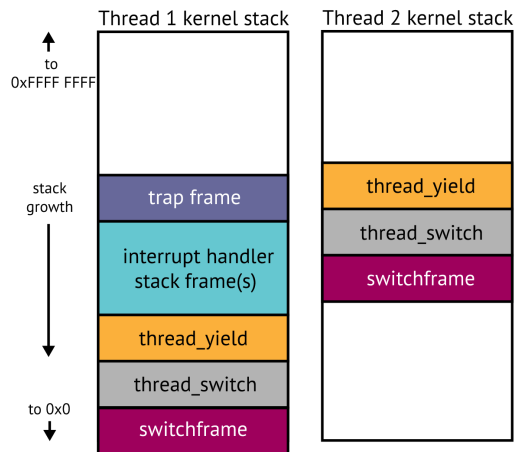 Thread 1 kernel stack
Thread 2 kernel stack
to
0xFFFF FFFF
stack
growth
to 0x0
trap frame
interrupt handler
stack frame(s)
thread_yield
thread_switch
switchframe
thread_yield
thread_switch
switchframe